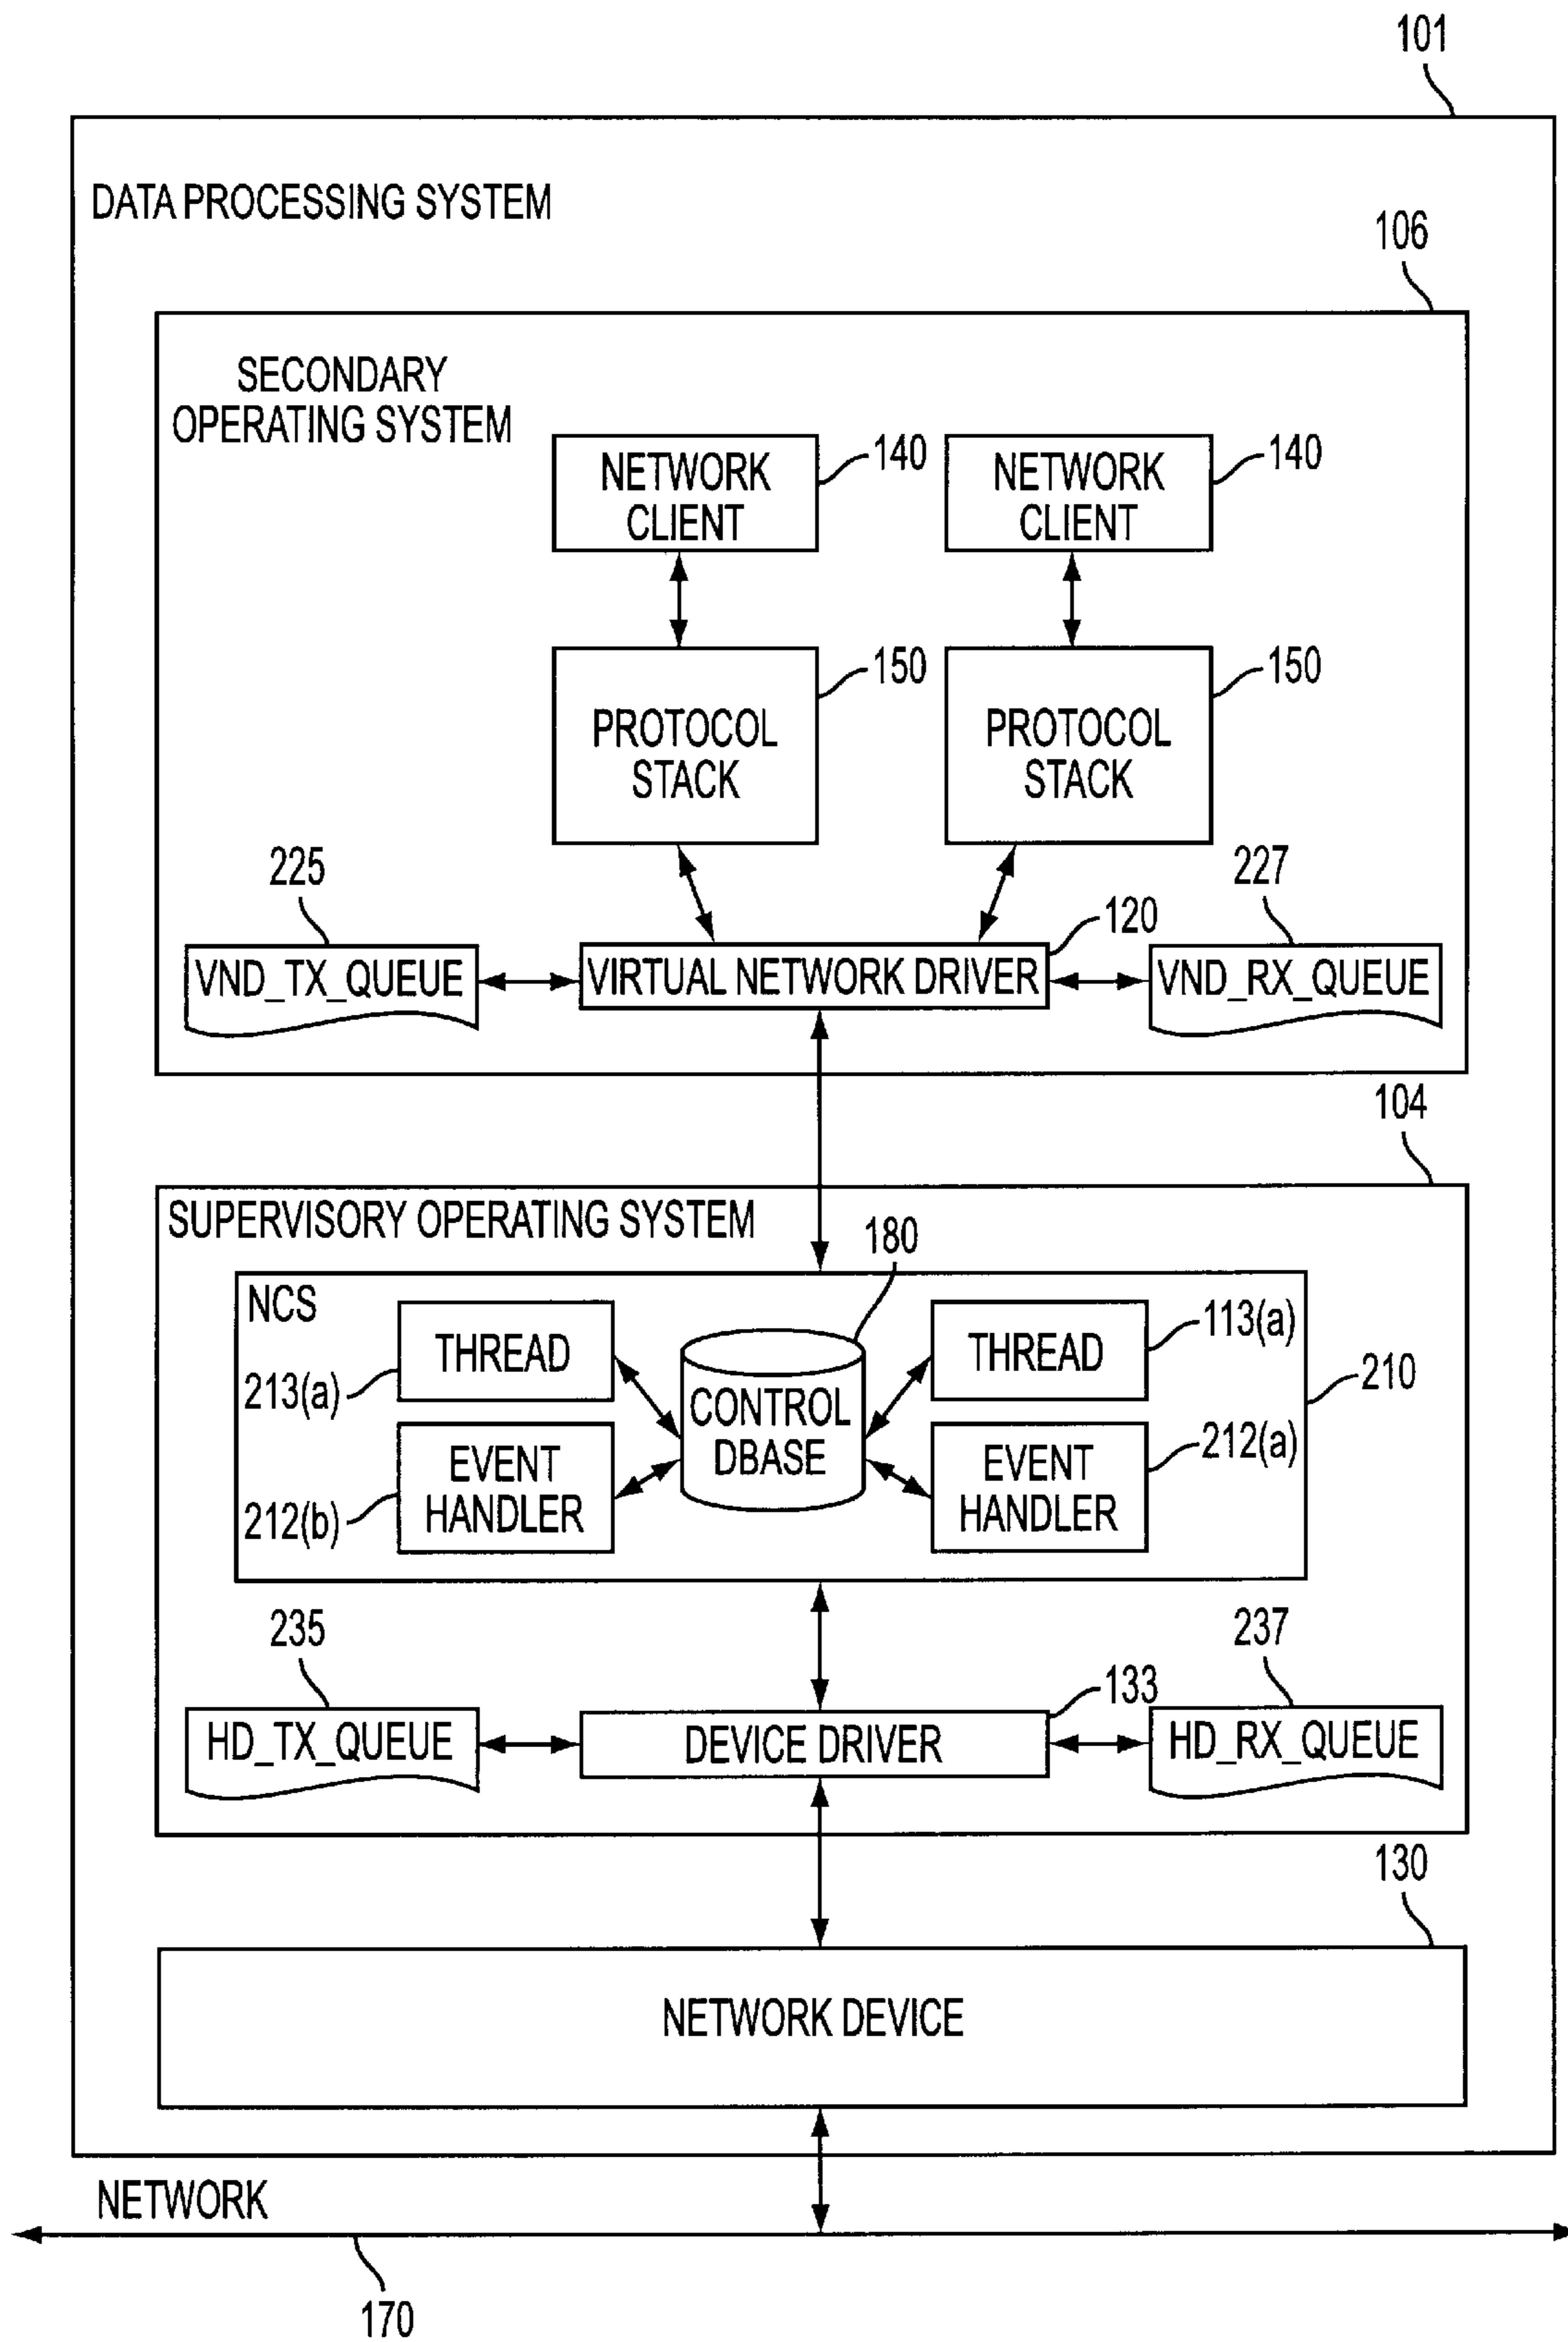 101
DATA PROCESSING SYSTEM
106
SECONDARY
OPERATING SYSTEM
NETWORK
CLIENT
140
NETWORK
CLIENT
140
PROTOCOL
STACK
150
PROTOCOL
STACK
150
225
227
120
VND_TX_QUEUE
VIRTUAL NETWORK DRIVER
VND_RX_QUEUE
104
SUPERVISORY OPERATING SYSTEM
180
NCS
THREAD
213(a)
CONTROL
DBASE
THREAD
113(a)
210
EVENT
HANDLER
212(b)
EVENT
HANDLER
212(a)
235
237
133
HD_TX_QUEUE
DEVICE DRIVER
HD_RX_QUEUE
130
NETWORK DEVICE
NETWORK
170